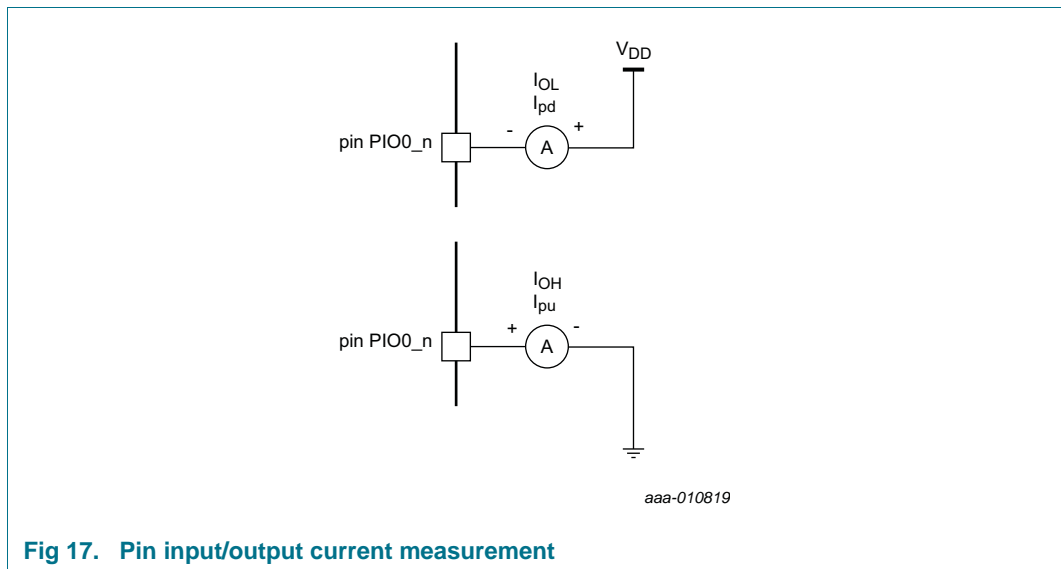 V_DD
I_OL
I_pd
- +
A
pin PIO0_n
I_OH
I_pu
+ -
A
pin PIO0_n
aaa-010819
Fig 17. Pin input/output current measurement